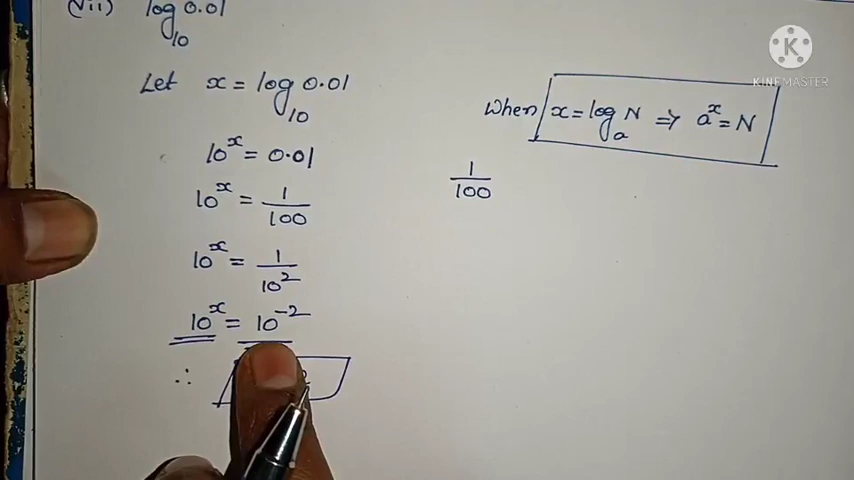 (vii) log₁₀ 0.01
Let x = log₁₀ 0.01
When x = logₐ N ⇒ aˣ = N
10ˣ = 0.01
10ˣ = 1/100
1/100
10ˣ = 1/10²
10ˣ = 10⁻²
∴
K
KINEMASTER